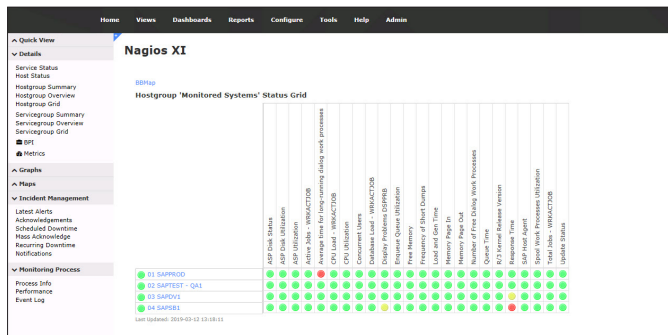 Home Views Dashboards Reports Configure Tools Help Admin
Quick View
Details
Service Status
Host Status
Hostgroup Summary
Hostgroup Overview
Hostgroup Grid
Servicegroup Summary
Servicegroup Overview
Servicegroup Grid
BPI
Metrics
Graphs
Maps
Incident Management
Latest Alerts
Acknowledgements
Scheduled Downtime
Mass Acknowledge
Recurring Downtime
Notifications
Monitoring Process
Process Info
Performance
Event Log
Nagios XI
BBMap
Hostgroup 'Monitored Systems' Status Grid
ASP Disk Status
ASP Disk Utilization
ASP Utilization
Active Jobs - WRKACTJOB
Average time for long-running dialog work processes
CPU Load - WRKACTJOB
CPU Utilization
Concurrent Users
Database Load - WRKACTJOB
Display Problems DSPPRB
Enqueue Queue Utilization
Free Memory
Frequency of Short Dumps
Load and Gen Time
Memory Page In
Memory Page Out
Number of Free Dialog Work Processes
Queue Time
R/3 Kernel Release Version
Response Time
SAP Host Agent
Spool Work Processes Utilization
Total Jobs - WRKACTJOB
Update Status
01 SAPPROD
02 SAPTEST - QA1
03 SAPDV1
04 SAPSB1
Last Updated: 2019-02-12 13:18:11